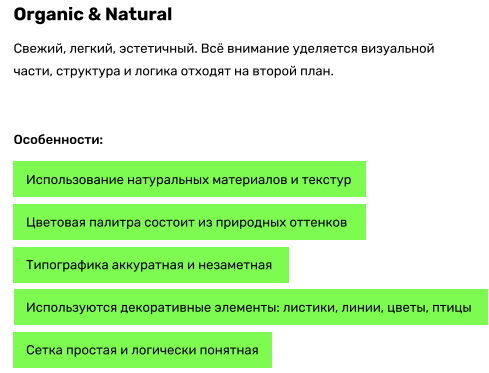 Organic & Natural
Свежий, легкий, эстетичный. Всё внимание уделяется визуальной
части, структура и логика отходят на второй план.
Особенности:
Использование натуральных материалов и текстур
Цветовая палитра состоит из природных оттенков
Типографика аккуратная и незаметная
Используются декоративные элементы: листики, линии, цветы, птицы
Сетка простая и логически понятная